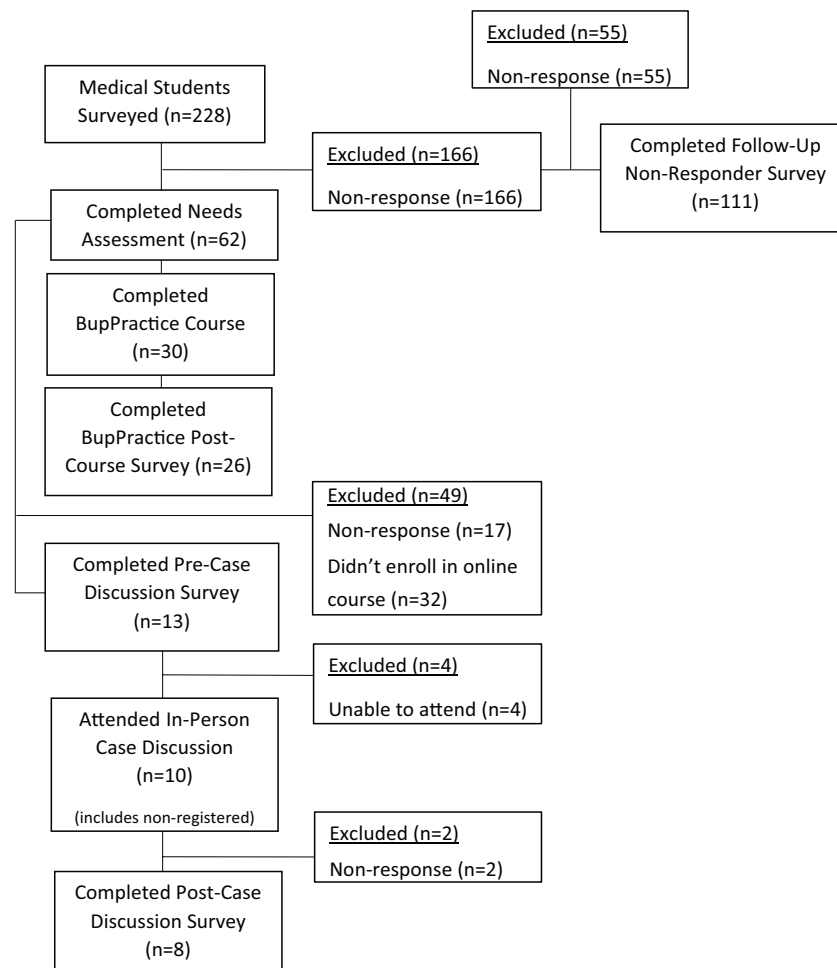 Excluded (n=55)
Non-response (n=55)
Medical Students
Surveyed (n=228)
Excluded (n=166)
Non-response (n=166)
Completed Follow-Up
Non-Responder Survey
(n=111)
Completed Needs
Assessment (n=62)
Completed
BupPractice Course
(n=30)
Completed
BupPractice Post-
Course Survey (n=26)
Excluded (n=49)
Non-response (n=17)
Didn’t enroll in online
course (n=32)
Completed Pre-Case
Discussion Survey
(n=13)
Excluded (n=4)
Unable to attend (n=4)
Attended In-Person
Case Discussion
(n=10)
(includes non-registered)
Excluded (n=2)
Non-response (n=2)
Completed Post-Case
Discussion Survey
(n=8)